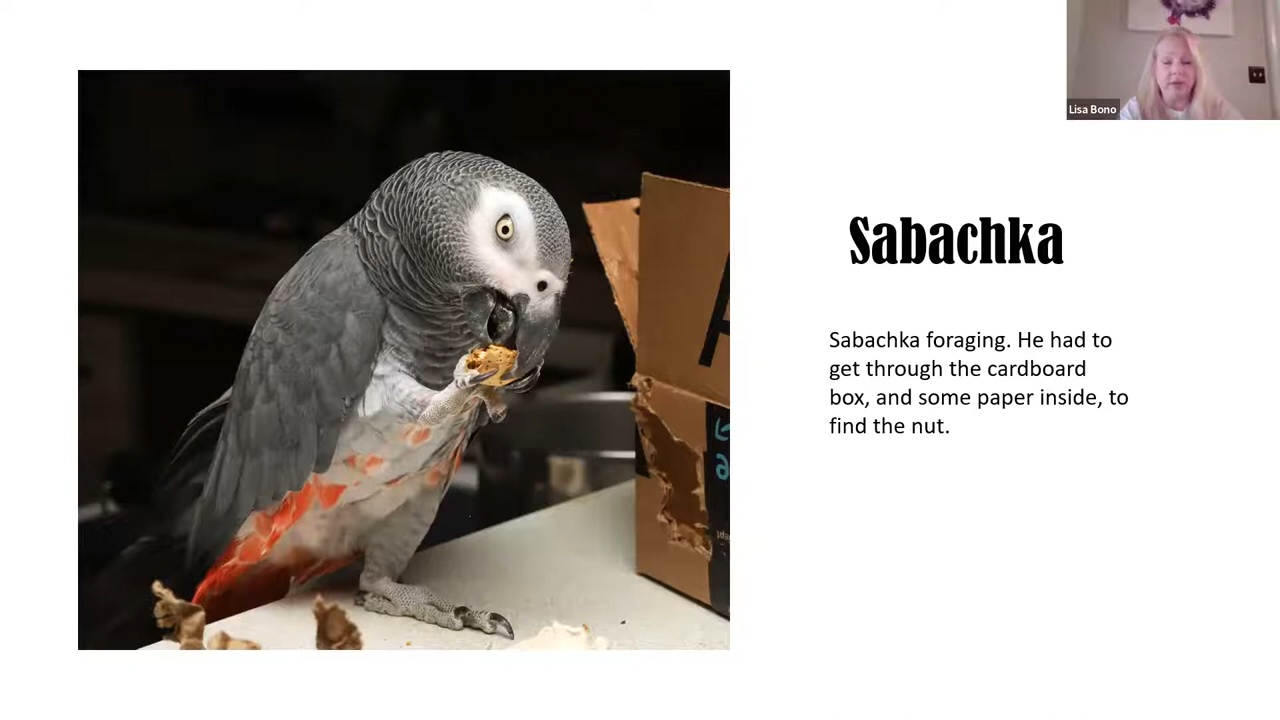 Lisa Bono
Sabachka
Sabachka foraging. He had to
get through the cardboard
box, and some paper inside, to
find the nut.